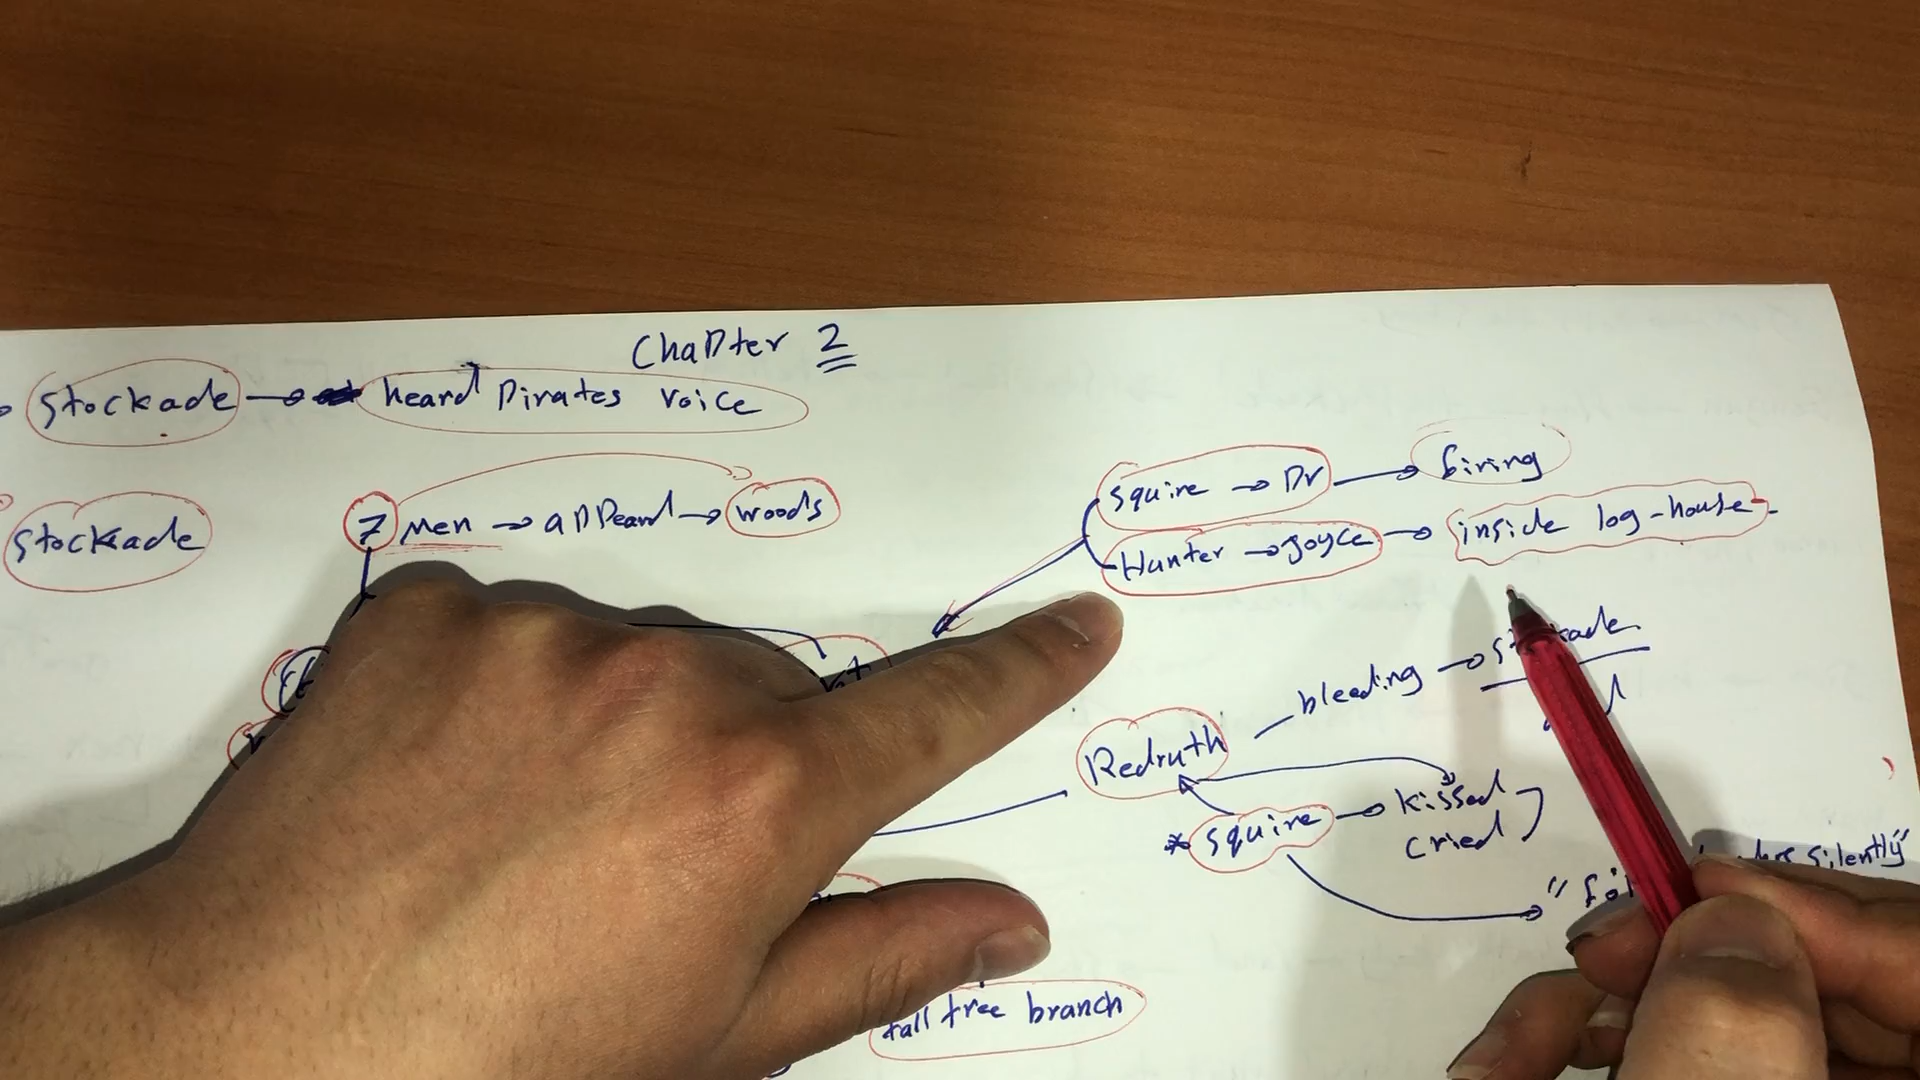 Chapter 2
Stockade → heard Pirates voice
Stockade
7 Men → appeard → woods
squire → Dr → firing
Hunter → Joyce → inside log-house
Redruth — bleeding →
* squire → kissed
cried
silently"
tall tree branch